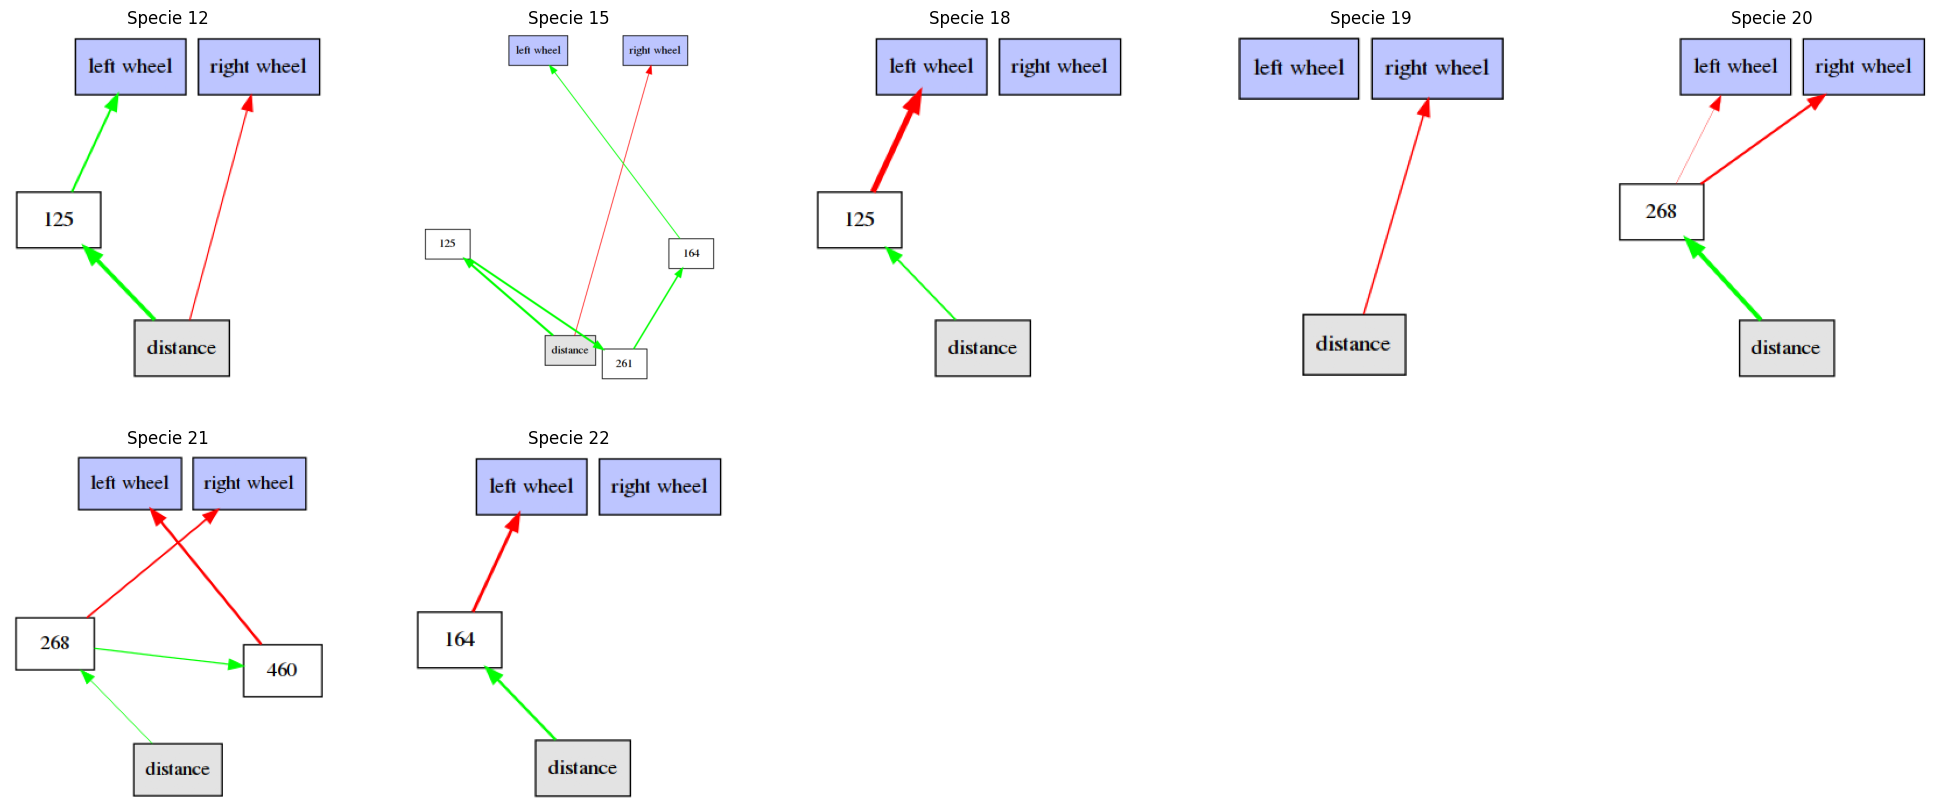 Specie 12
left wheel right wheel
125
distance
Specie 15
left wheel right wheel
125
164
distance
261
Specie 18
left wheel right wheel
125
distance
Specie 19
left wheel right wheel
distance
Specie 20
left wheel right wheel
268
distance
Specie 21
left wheel right wheel
268
460
distance
Specie 22
left wheel right wheel
164
distance